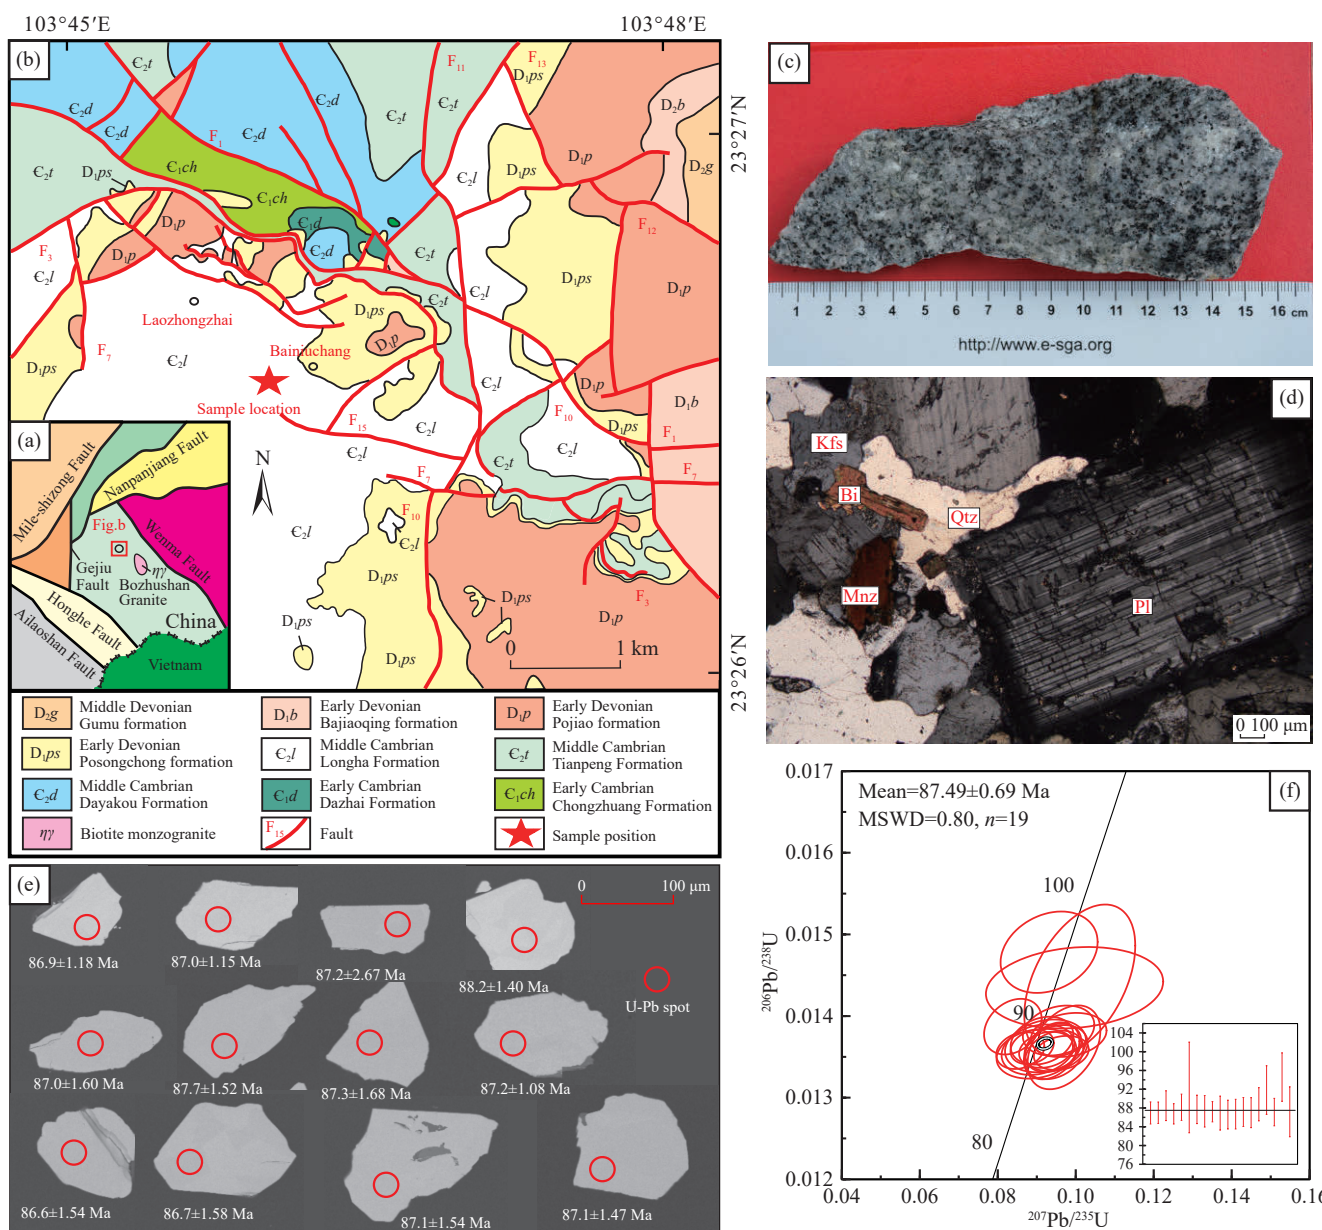 103°45′E
103°48′E
(b)
Є₂t
F₁₁
F₁₃
D₁ps
Є₂d
Є₂d
Є₂d
Є₂t
Є₂t
D₂b
F₁
Є₂d
D₁p
D₂g
23°27′N
Є₂t
D₁ps
Є₁ch
Є₁ch
Є₂l
D₁ps
D₁p
Є₁d
F₁₂
F₃
D₁p
Є₂d
Є₂t
D₁ps
Є₂l
D₁p
Є₂t
Є₂l
Laozhongzhai
D₁ps
F₇
Є₂l
Bainiuchang
D₁p
D₁ps
Є₂l
D₁p
Sample location
F₁₅
F₁₀
D₁b
Є₂l
D₁ps
F₁
Є₂l
Є₂l
Є₂t
F₇
F₇
N
F₁₀
Є₂l
Є₂l
D₁ps
D₁ps
F₃
D₁ps
D₁p
D₁ps
0 1 km
23°26′N
(a)
Mile-shizong Fault
Nanpanjiang Fault
Fig.b
Wenma Fault
Gejiu
Fault
ηγ
Bozhushan
Granite
Honghe Fault
China
Ailaoshan Fault
Vietnam
D₂g Middle Devonian Gumu formation
D₁b Early Devonian Bajiaoqing formation
D₁p Early Devonian Pojiao formation
D₁ps Early Devonian Posongchong formation
Є₂l Middle Cambrian Longha Formation
Є₂t Middle Cambrian Tianpeng Formation
Є₂d Middle Cambrian Dayakou Formation
Є₁d Early Cambrian Dazhai Formation
Є₁ch Early Cambrian Chongzhuang Formation
ηγ Biotite monzogranite
F₁₅ Fault
Sample position
(c)
1 2 3 4 5 6 7 8 9 10 11 12 13 14 15 16 cm
http://www.e-sga.org
(d)
Kfs
Bi
Qtz
Mnz
Pl
0 100 μm
(e)
0 100 μm
86.9±1.18 Ma
87.0±1.15 Ma
87.2±2.67 Ma
88.2±1.40 Ma
U-Pb spot
87.0±1.60 Ma
87.7±1.52 Ma
87.3±1.68 Ma
87.2±1.08 Ma
86.6±1.54 Ma
86.7±1.58 Ma
87.1±1.54 Ma
87.1±1.47 Ma
(f)
Mean=87.49±0.69 Ma
MSWD=0.80, n=19
0.017
0.016
0.015
0.014
0.013
0.012
²⁰⁶Pb/²³⁸U
100
90
80
104
100
96
92
88
84
80
76
0.04 0.06 0.08 0.10 0.12 0.14 0.16
²⁰⁷Pb/²³⁵U